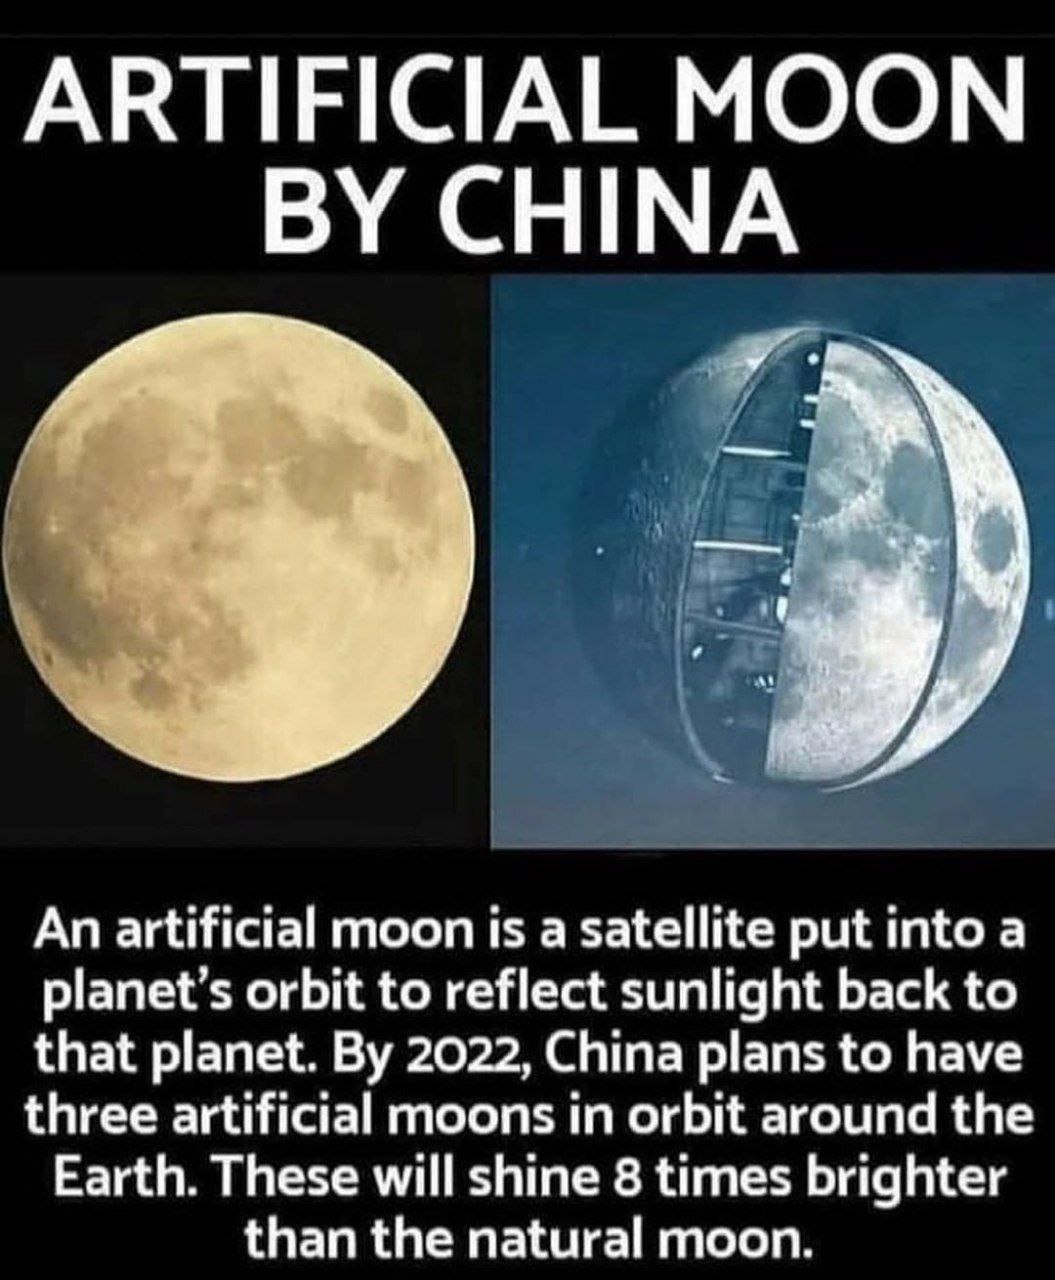 ARTIFICIAL MOON
BY CHINA
An artificial moon is a satellite put into a
planet's orbit to reflect sunlight back to
that planet. By 2022, China plans to have
three artificial moons in orbit around the
Earth. These will shine 8 times brighter
than the natural moon.